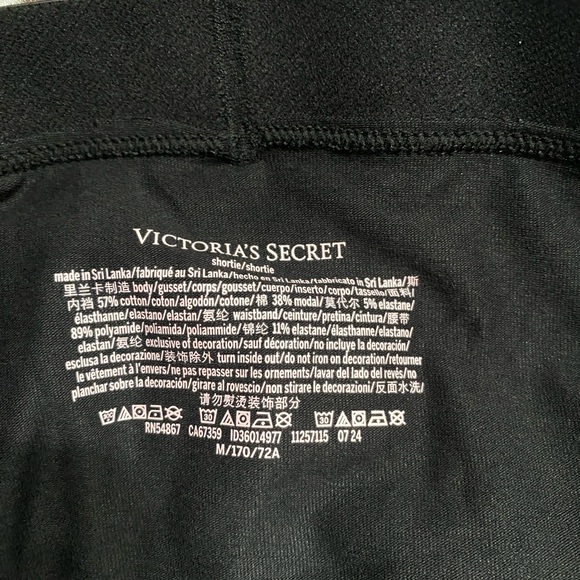 VICTORIA'S SECRET
shortie/shortie
made in Sri Lanka/fabriqué au Sri Lanka/hecho en Sri Lanka/fabbricato in Sri Lanka/斯
里兰卡制造 body/gusset/corps/gousset/cuerpo/inserto/corpo/tassello/面料/
内裆 57% cotton/coton/algodón/cotone/棉 38% modal/莫代尔 5% elastane/
élasthanne/elastano/elastan/氨纶 waistband/ceinture/pretina/cintura/腰带
89% polyamide/poliamida/poliammide/锦纶 11% elastane/élasthanne/elastano/
elastan/氨纶 exclusive of decoration/sauf décoration/no incluye la decoración/
esclusa la decorazione/装饰除外 turn inside out/do not iron on decoration/retourner
le vêtement à l'envers/ne pas repasser sur les ornements/lavar del lado del revés/no
planchar sobre la decoración/girare al rovescio/non stirare le decorazioni/反面水洗/
请勿熨烫装饰部分
30 30
RN54867 CA67359 ID36014977 11257115 07 24
M/170/72A